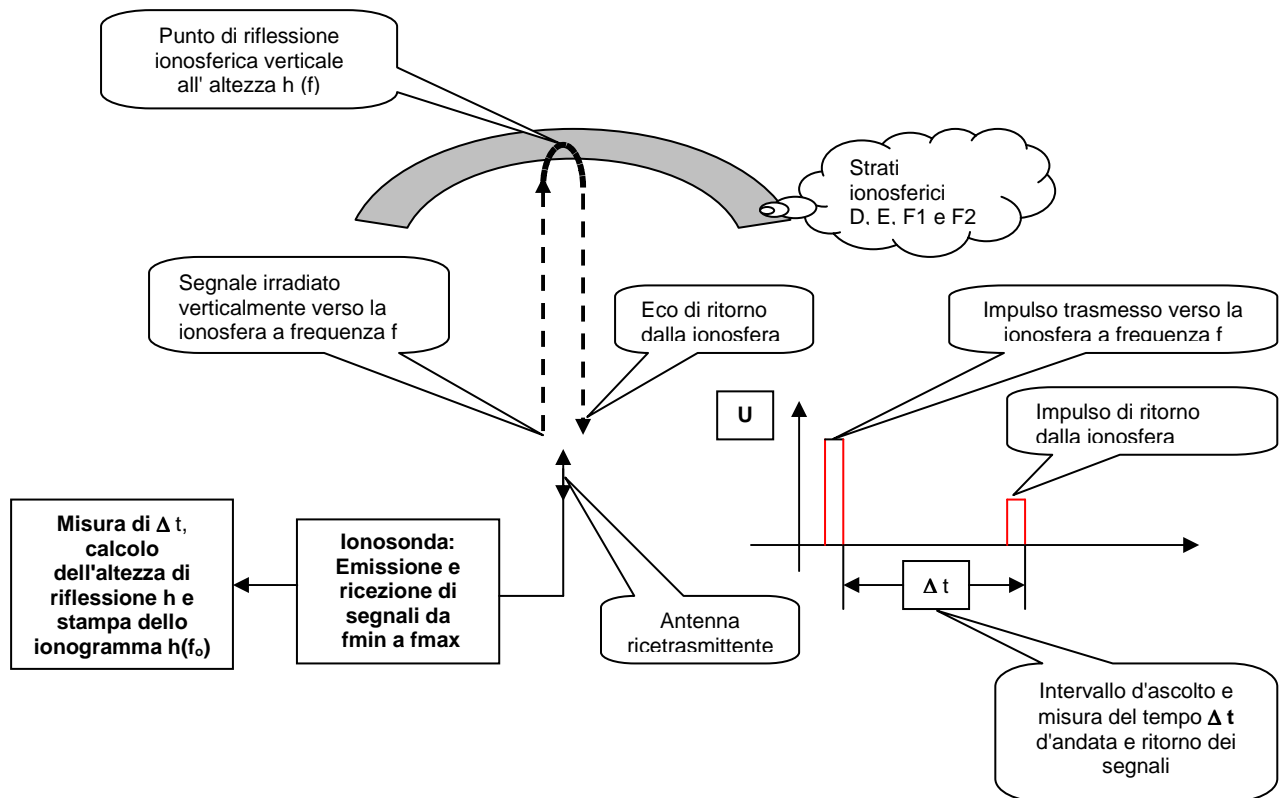 Punto di riflessione
ionosferica verticale
all' altezza h (f)
Strati
ionosferici
D, E, F1 e F2
Segnale irradiato
verticalmente verso la
ionosfera a frequenza f
Eco di ritorno
dalla ionosfera
Impulso trasmesso verso la
ionosfera a frequenza f
U
Impulso di ritorno
dalla ionosfera
Misura di Δ t,
calcolo
dell'altezza di
riflessione h e
stampa dello
ionogramma h(fₒ)
Ionosonda:
Emissione e
ricezione di
segnali da
fmin a fmax
Antenna
ricetrasmittente
Δ t
Intervallo d'ascolto e
misura del tempo Δ t
d'andata e ritorno dei
segnali